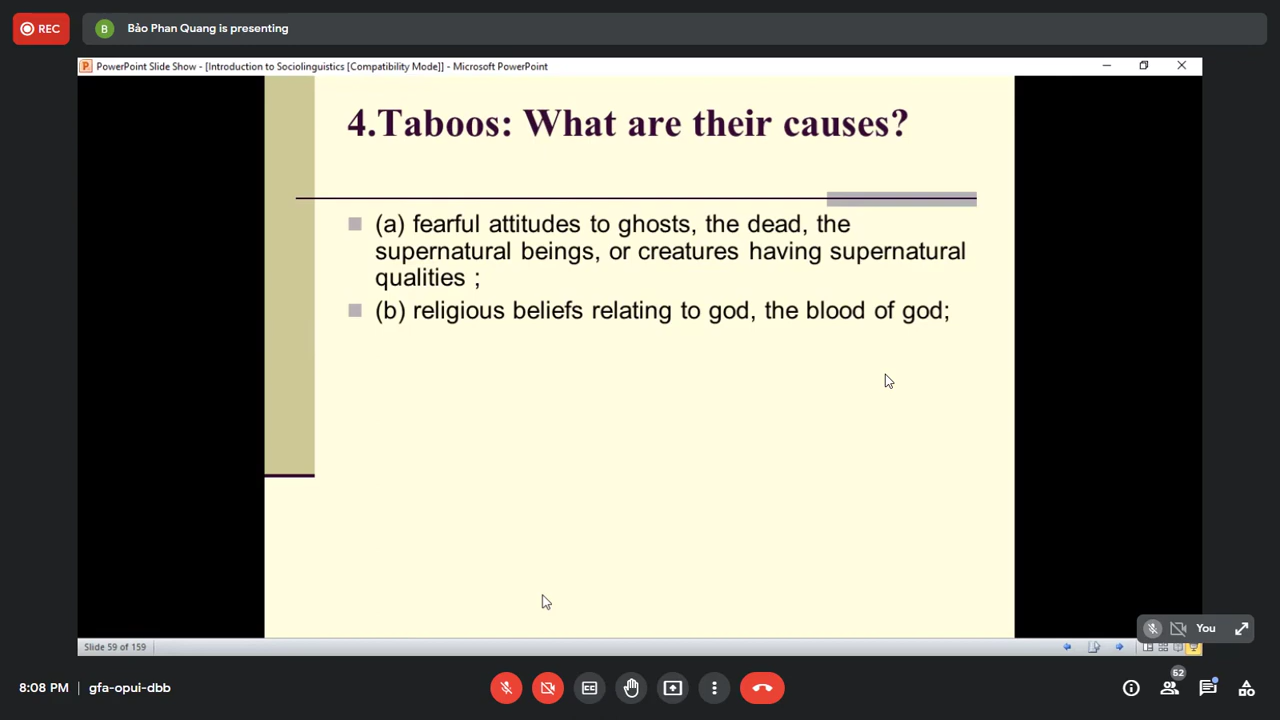 REC
B
Bảo Phan Quang is presenting
PowerPoint Slide Show - [Introduction to Sociolinguistics [Compatibility Mode]] - Microsoft PowerPoint
4.Taboos: What are their causes?
(a) fearful attitudes to ghosts, the dead, the
supernatural beings, or creatures having supernatural
qualities ;
(b) religious beliefs relating to god, the blood of god;
You
Slide 59 of 159
8:08 PM | gfa-opui-dbb
52